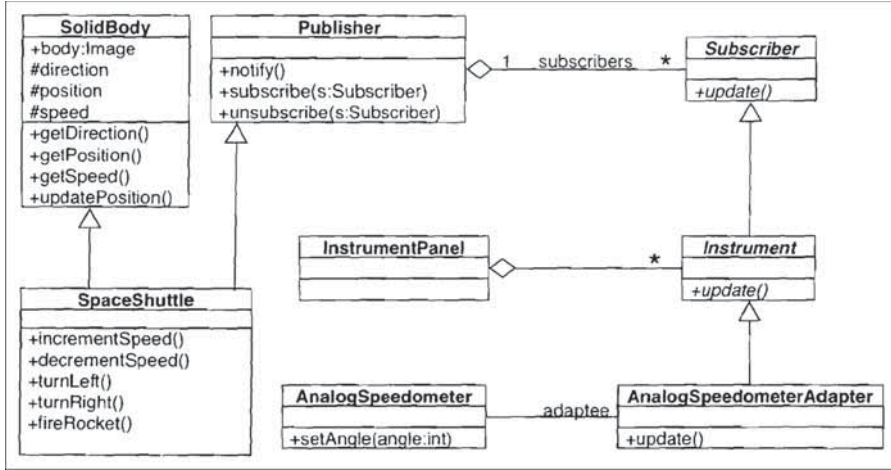 SolidBody
+body:Image
#direction
#position
#speed
+getDirection()
+getPosition()
+getSpeed()
+updatePosition()
Publisher
+notify()
+subscribe(s:Subscriber)
+unsubscribe(s:Subscriber)
1 subscribers *
Subscriber
+update()
InstrumentPanel
*
Instrument
+update()
SpaceShuttle
+incrementSpeed()
+decrementSpeed()
+turnLeft()
+turnRight()
+fireRocket()
AnalogSpeedometer
+setAngle(angle:int)
adaptee
AnalogSpeedometerAdapter
+update()